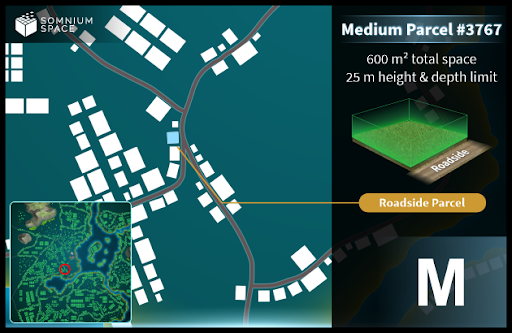 SOMNIUM
SPACE
Medium Parcel #3767
600 m² total space
25 m height & depth limit
Roadside
Roadside Parcel
M